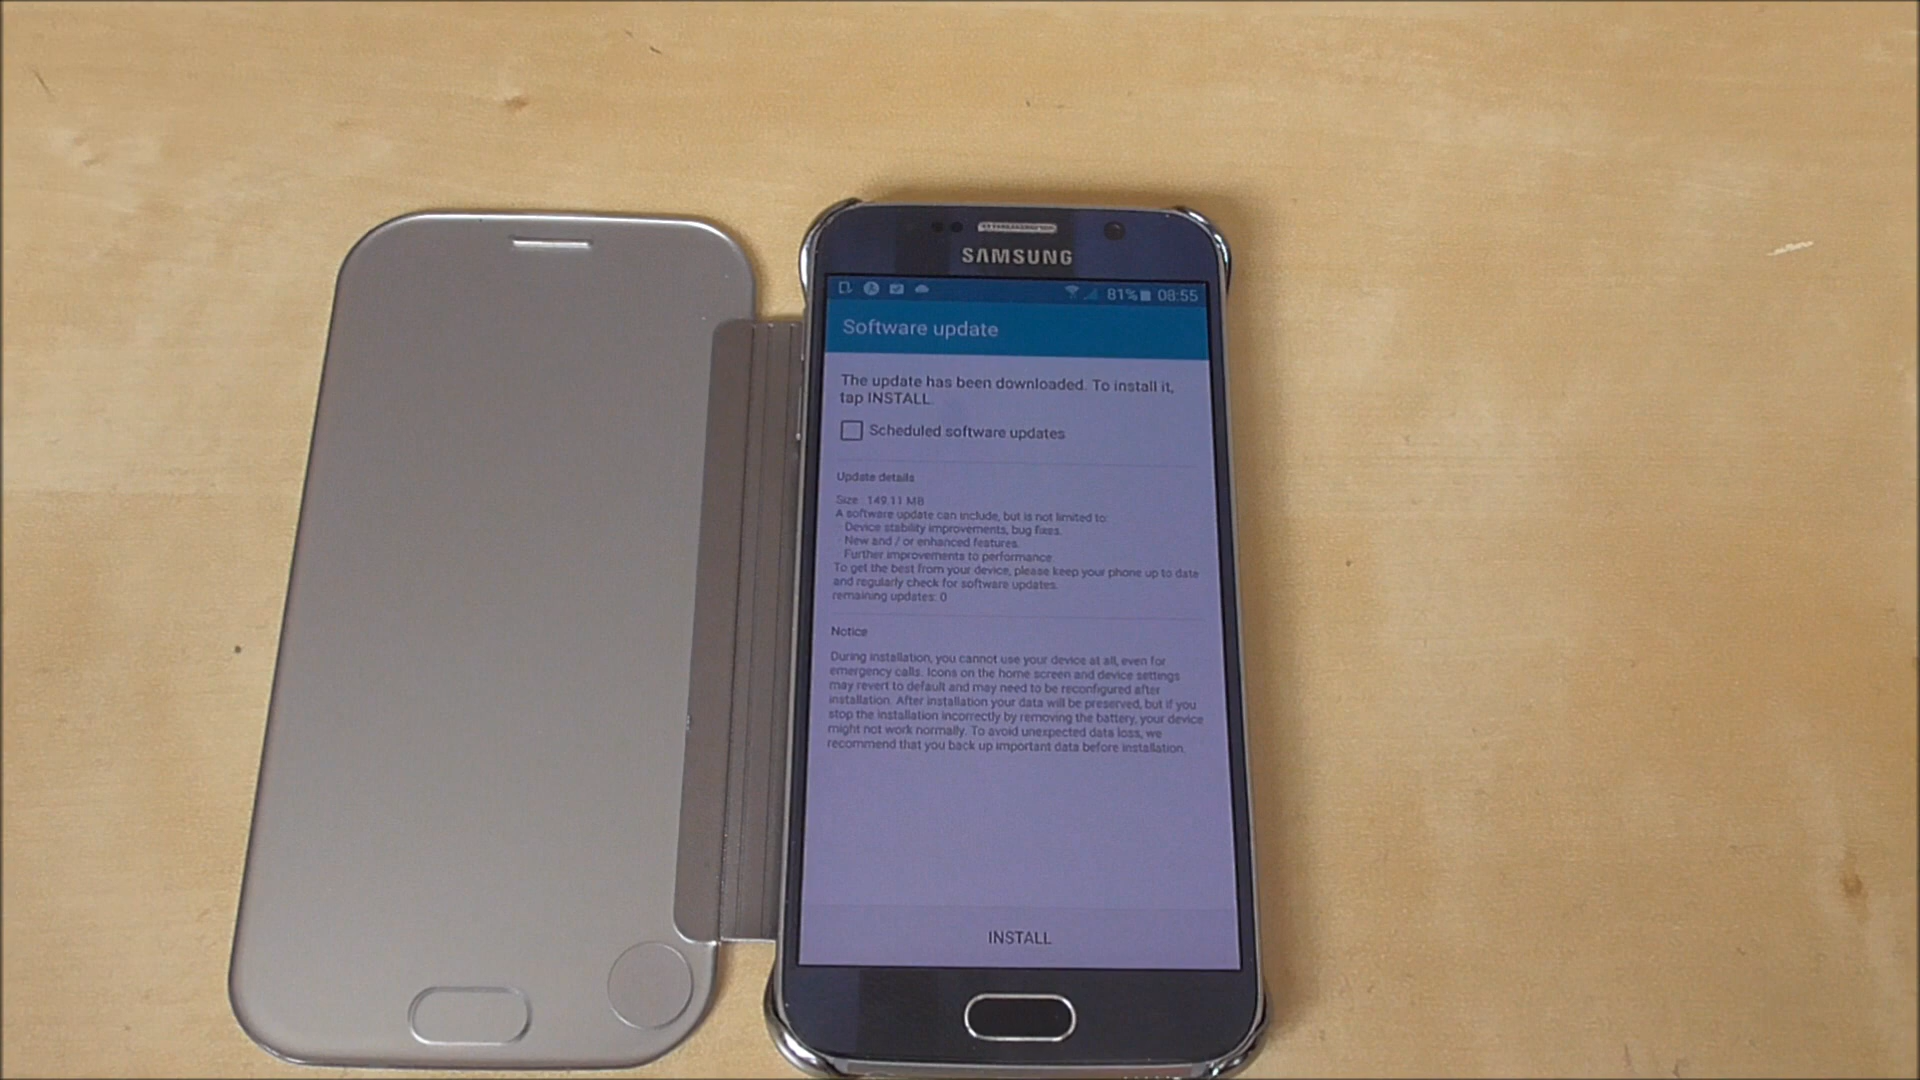 SAMSUNG
81% 08:55
Software update
The update has been downloaded. To install it,
tap INSTALL.
Scheduled software updates
Update details
Size : 149.11 MB
A software update can include, but is not limited to:
Device stability improvements, bug fixes.
New and / or enhanced features.
Further improvements to performance.
To get the best from your device, please keep your phone up to date
and regularly check for software updates.
remaining updates: 0
Notice
During installation, you cannot use your device at all, even for
emergency calls. Icons on the home screen and device settings
may revert to default and may need to be reconfigured after
installation. After installation your data will be preserved, but if you
stop the installation incorrectly by removing the battery, your device
might not work normally. To avoid unexpected data loss, we
recommend that you back up important data before installation.
INSTALL